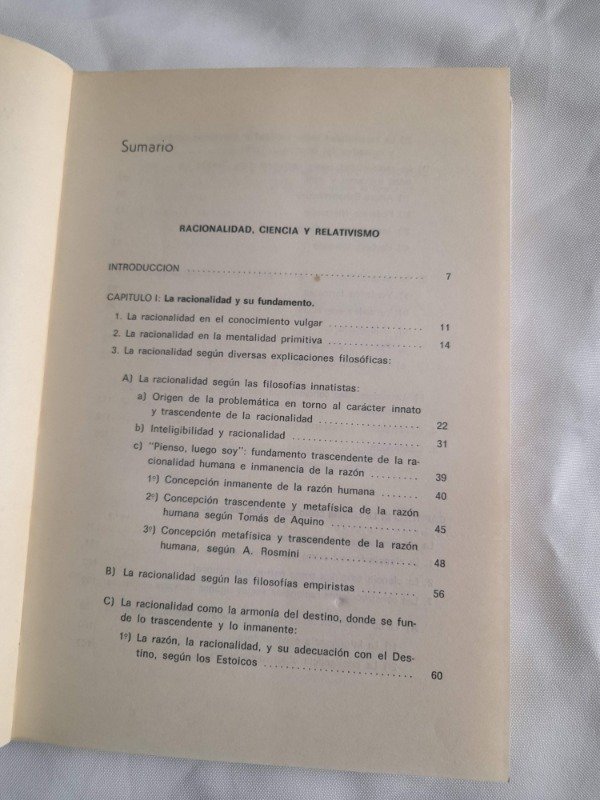 Sumario
RACIONALIDAD, CIENCIA Y RELATIVISMO
INTRODUCCION ........................................ 7
CAPITULO I: La racionalidad y su fundamento.
1. La racionalidad en el conocimiento vulgar ................ 11
2. La racionalidad en la mentalidad primitiva ................ 14
3. La racionalidad según diversas explicaciones filosóficas:
A) La racionalidad según las filosofías innatistas:
a) Origen de la problemática en torno al carácter innato
y trascendente de la racionalidad .................. 22
b) Inteligibilidad y racionalidad ...................... 31
c) "Pienso, luego soy": fundamento trascendente de la ra-
cionalidad humana e inmanencia de la razón ........ 39
1º) Concepción inmanente de la razón humana ....... 40
2º) Concepción trascendente y metafísica de la razón
humana según Tomás de Aquino ............... 45
3º) Concepción metafísica y trascendente de la razón
humana, según A. Rosmini .................... 48
B) La racionalidad según las filosofías empiristas .......... 56
C) La racionalidad como la armonía del destino, donde se fun-
de lo trascendente y lo inmanente:
1º) La razón, la racionalidad, y su adecuación con el Des-
tino, según los Estoicos ......................... 60